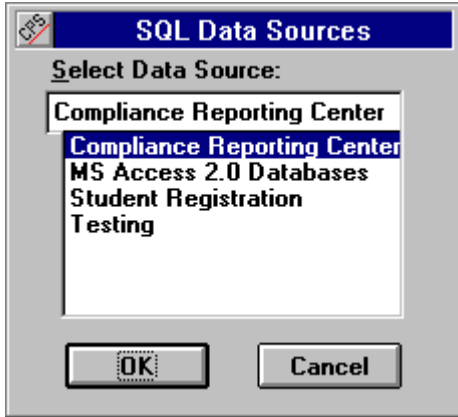 CPS
SQL Data Sources
Select Data Source:
Compliance Reporting Center
Compliance Reporting Center
MS Access 2.0 Databases
Student Registration
Testing
OK
Cancel